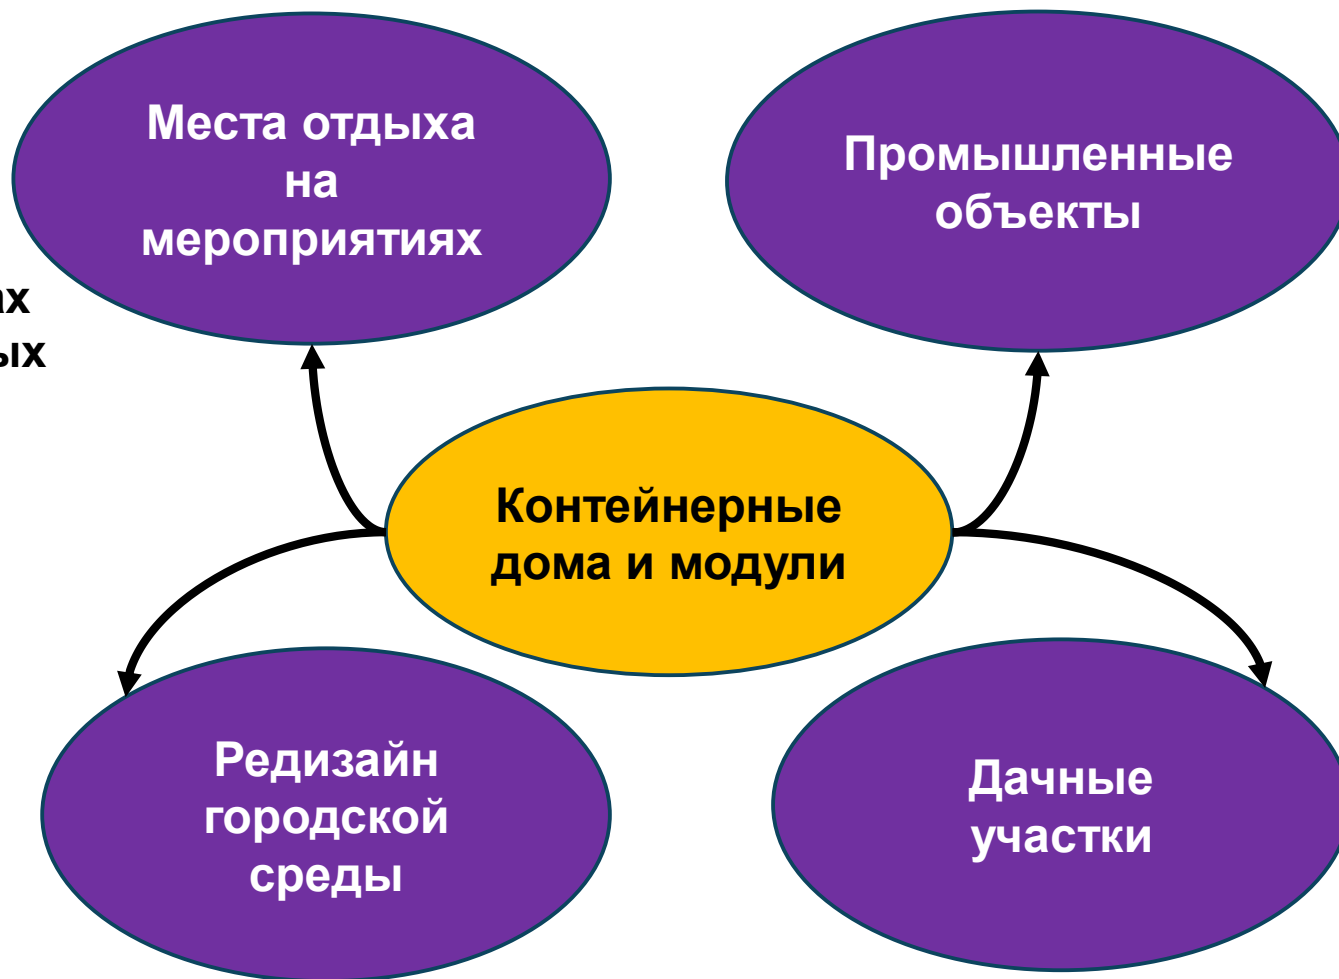 Места отдыха
на
мероприятиях
Промышленные
объекты
Контейнерные
дома и модули
Редизайн
городской
среды
Дачные
участки